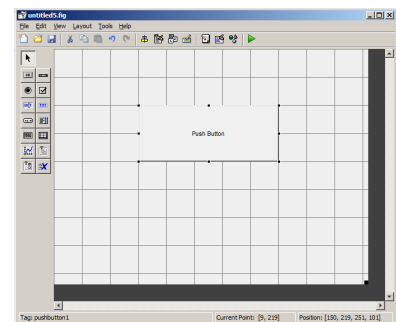 untitled5.fig
File Edit View Layout Tools Help
Push Button
Tag: pushbutton1
Current Point: [9, 219]
Position: [150, 219, 251, 101]